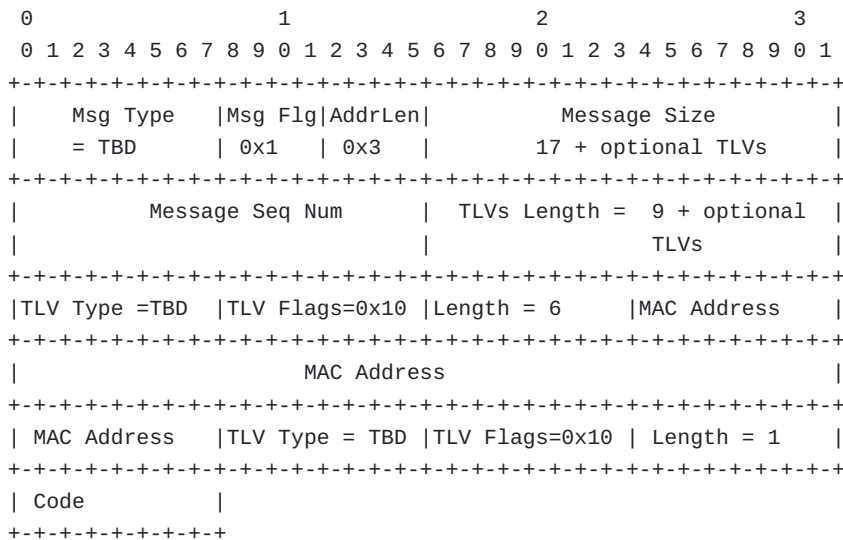 0                   1                   2                   3
 0 1 2 3 4 5 6 7 8 9 0 1 2 3 4 5 6 7 8 9 0 1 2 3 4 5 6 7 8 9 0 1
+-+-+-+-+-+-+-+-+-+-+-+-+-+-+-+-+-+-+-+-+-+-+-+-+-+-+-+-+-+-+-+-+
|    Msg Type   |Msg Flg|AddrLen|          Message Size         |
|    = TBD      | 0x1   | 0x3   |        17 + optional TLVs     |
+-+-+-+-+-+-+-+-+-+-+-+-+-+-+-+-+-+-+-+-+-+-+-+-+-+-+-+-+-+-+-+-+
|          Message Seq Num      |  TLVs Length =  9 + optional  |
|                               |                 TLVs          |
+-+-+-+-+-+-+-+-+-+-+-+-+-+-+-+-+-+-+-+-+-+-+-+-+-+-+-+-+-+-+-+-+
|TLV Type =TBD  |TLV Flags=0x10 |Length = 6     |MAC Address    |
+-+-+-+-+-+-+-+-+-+-+-+-+-+-+-+-+-+-+-+-+-+-+-+-+-+-+-+-+-+-+-+-+
|                      MAC Address                              |
+-+-+-+-+-+-+-+-+-+-+-+-+-+-+-+-+-+-+-+-+-+-+-+-+-+-+-+-+-+-+-+-+
| MAC Address   |TLV Type = TBD |TLV Flags=0x10 | Length = 1    |
+-+-+-+-+-+-+-+-+-+-+-+-+-+-+-+-+-+-+-+-+-+-+-+-+-+-+-+-+-+-+-+-+
| Code          |
+-+-+-+-+-+-+-+-+